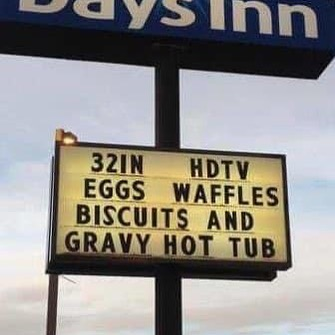 Days Inn
32IN HDTV
EGGS WAFFLES
BISCUITS AND
GRAVY HOT TUB